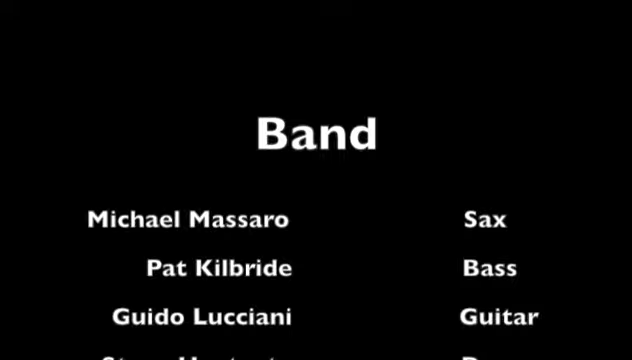 Band
Michael Massaro Sax
Pat Kilbride Bass
Guido Lucciani Guitar